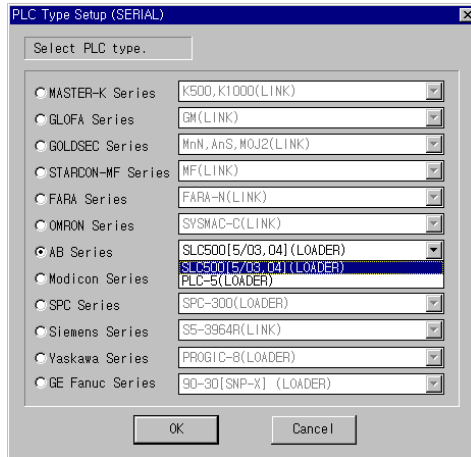 PLC Type Setup (SERIAL)
Select PLC type.
MASTER-K Series K500,K1000(LINK)
GLOFA Series GM(LINK)
GOLDSEC Series MnN,AnS,MOJ2(LINK)
STARCON-MF Series MF(LINK)
FARA Series FARA-N(LINK)
OMRON Series SYSMAC-C(LINK)
AB Series SLC500[5/03,04](LOADER)
SLC500[5/03,04](LOADER)
Modicon Series PLC-5(LOADER)
SPC Series SPC-300(LOADER)
Siemens Series S5-3964R(LINK)
Yaskawa Series PROGIC-8(LOADER)
GE Fanuc Series 90-30[SNP-X] (LOADER)
OK Cancel